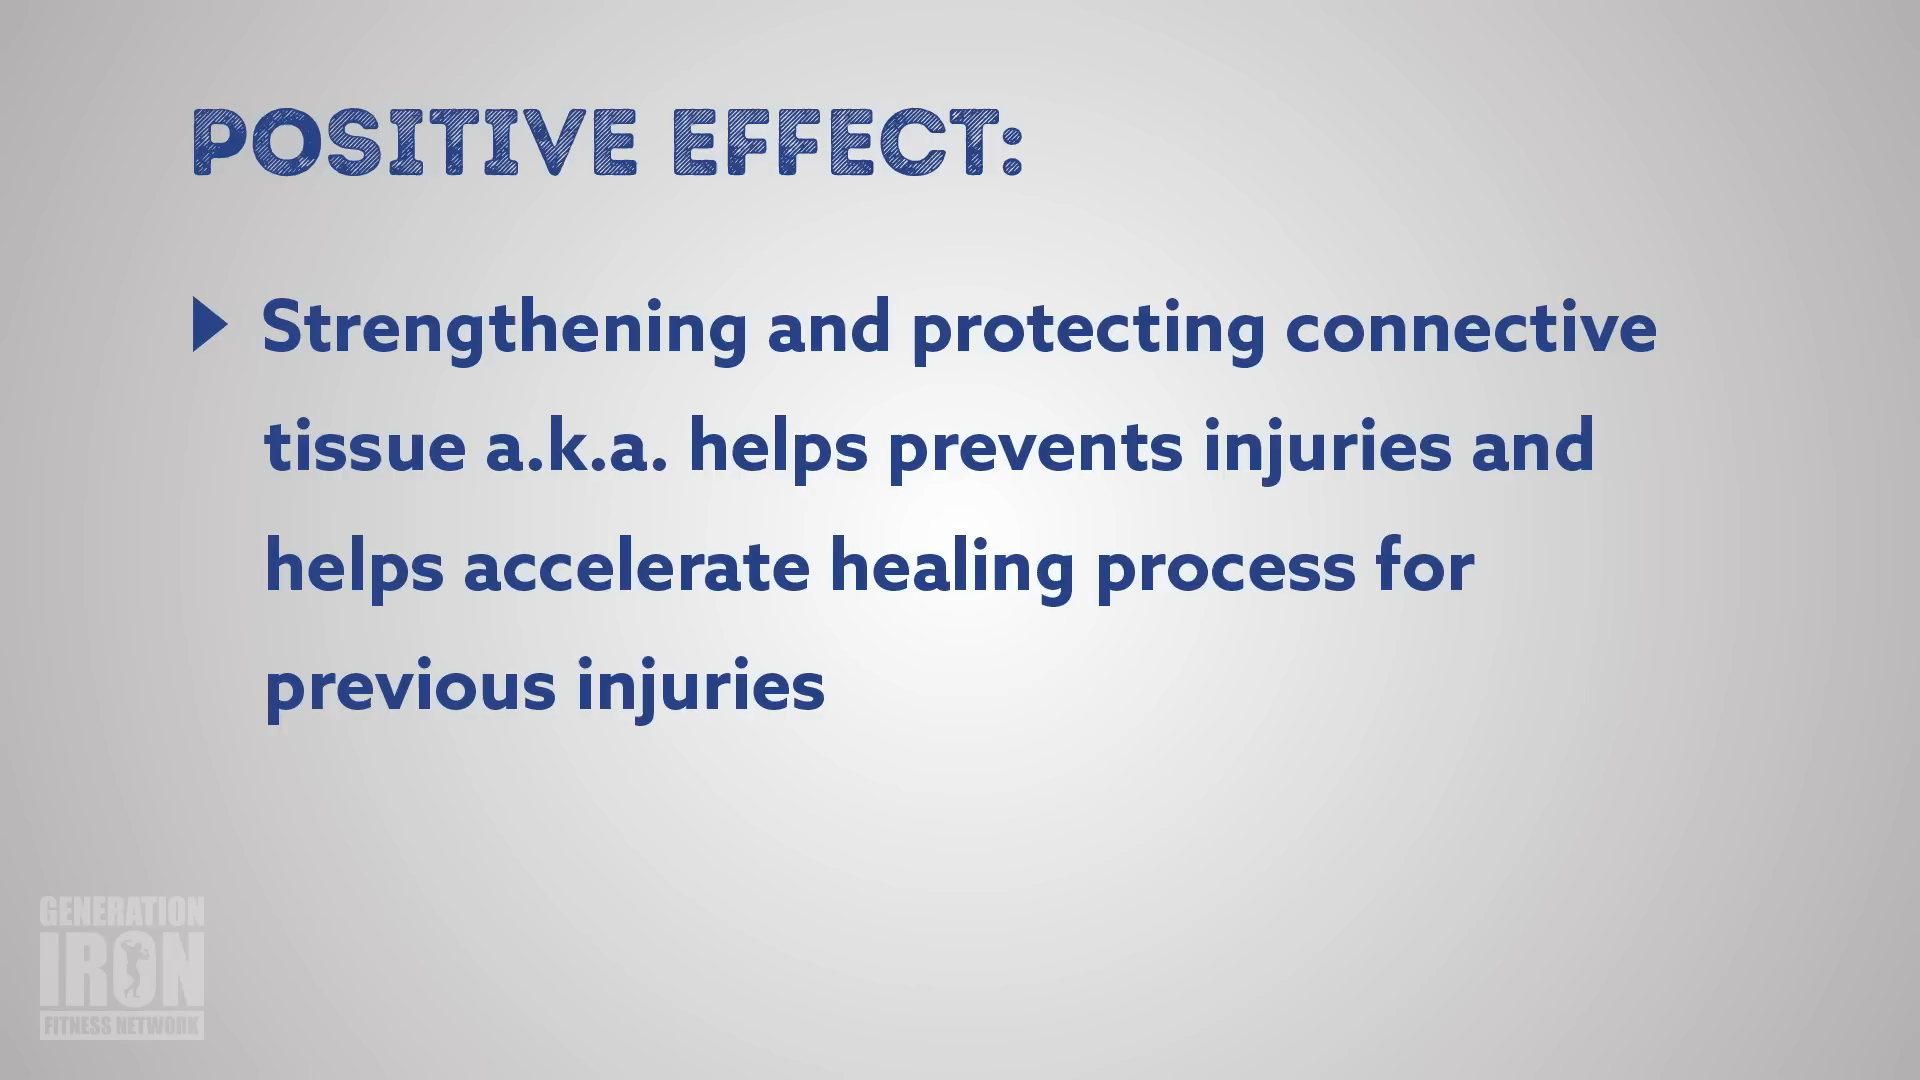 POSITIVE EFFECT:
Strengthening and protecting connective
tissue a.k.a. helps prevents injuries and
helps accelerate healing process for
previous injuries
GENERATION
IRON
FITNESS NETWORK